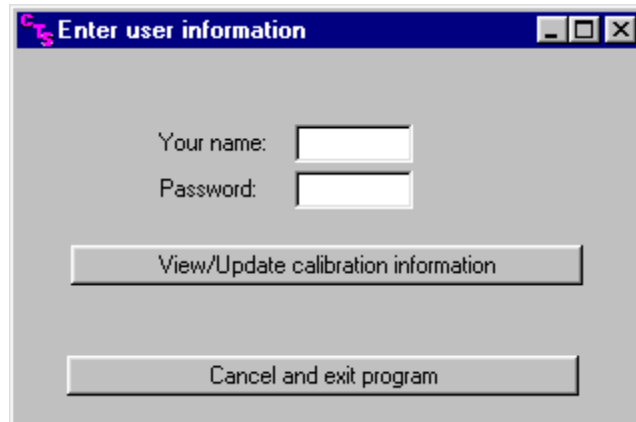 CTS Enter user information
Your name:
Password:
View/Update calibration information
Cancel and exit program